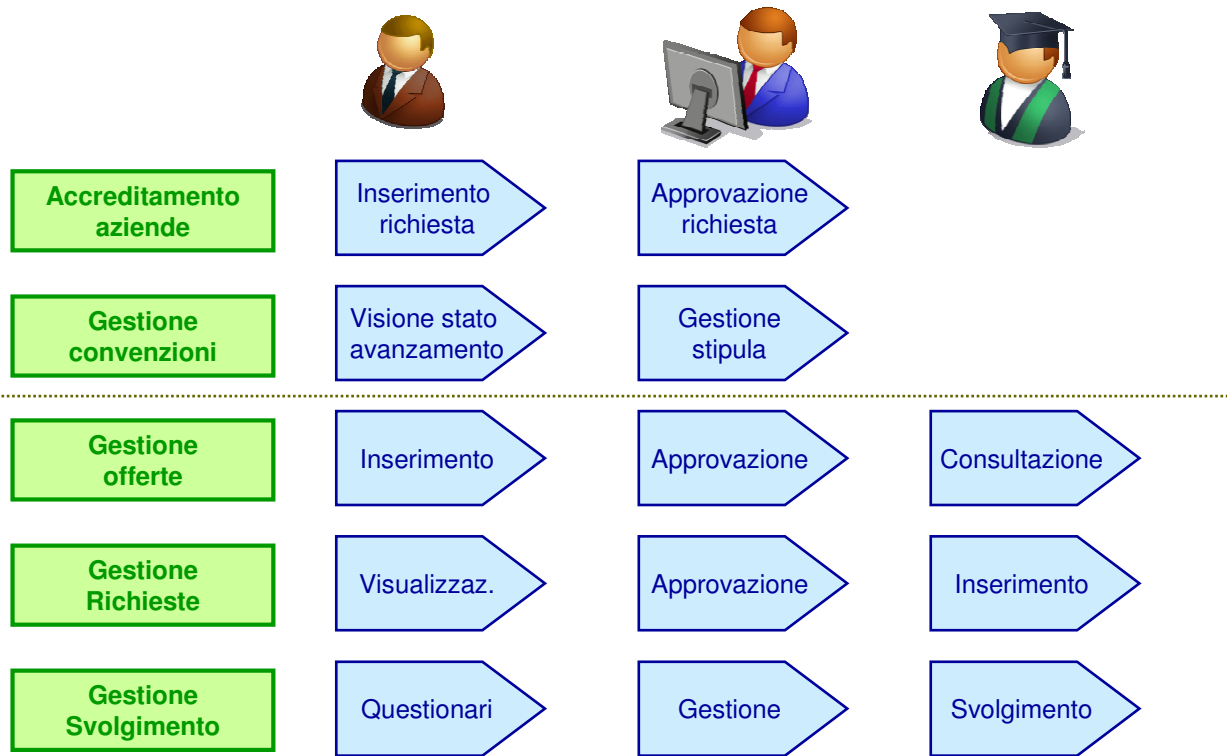 Accreditamento
aziende
Inserimento
richiesta
Approvazione
richiesta
Gestione
convenzioni
Visione stato
avanzamento
Gestione
stipula
Gestione
offerte
Inserimento
Approvazione
Consultazione
Gestione
Richieste
Visualizzaz.
Approvazione
Inserimento
Gestione
Svolgimento
Questionari
Gestione
Svolgimento